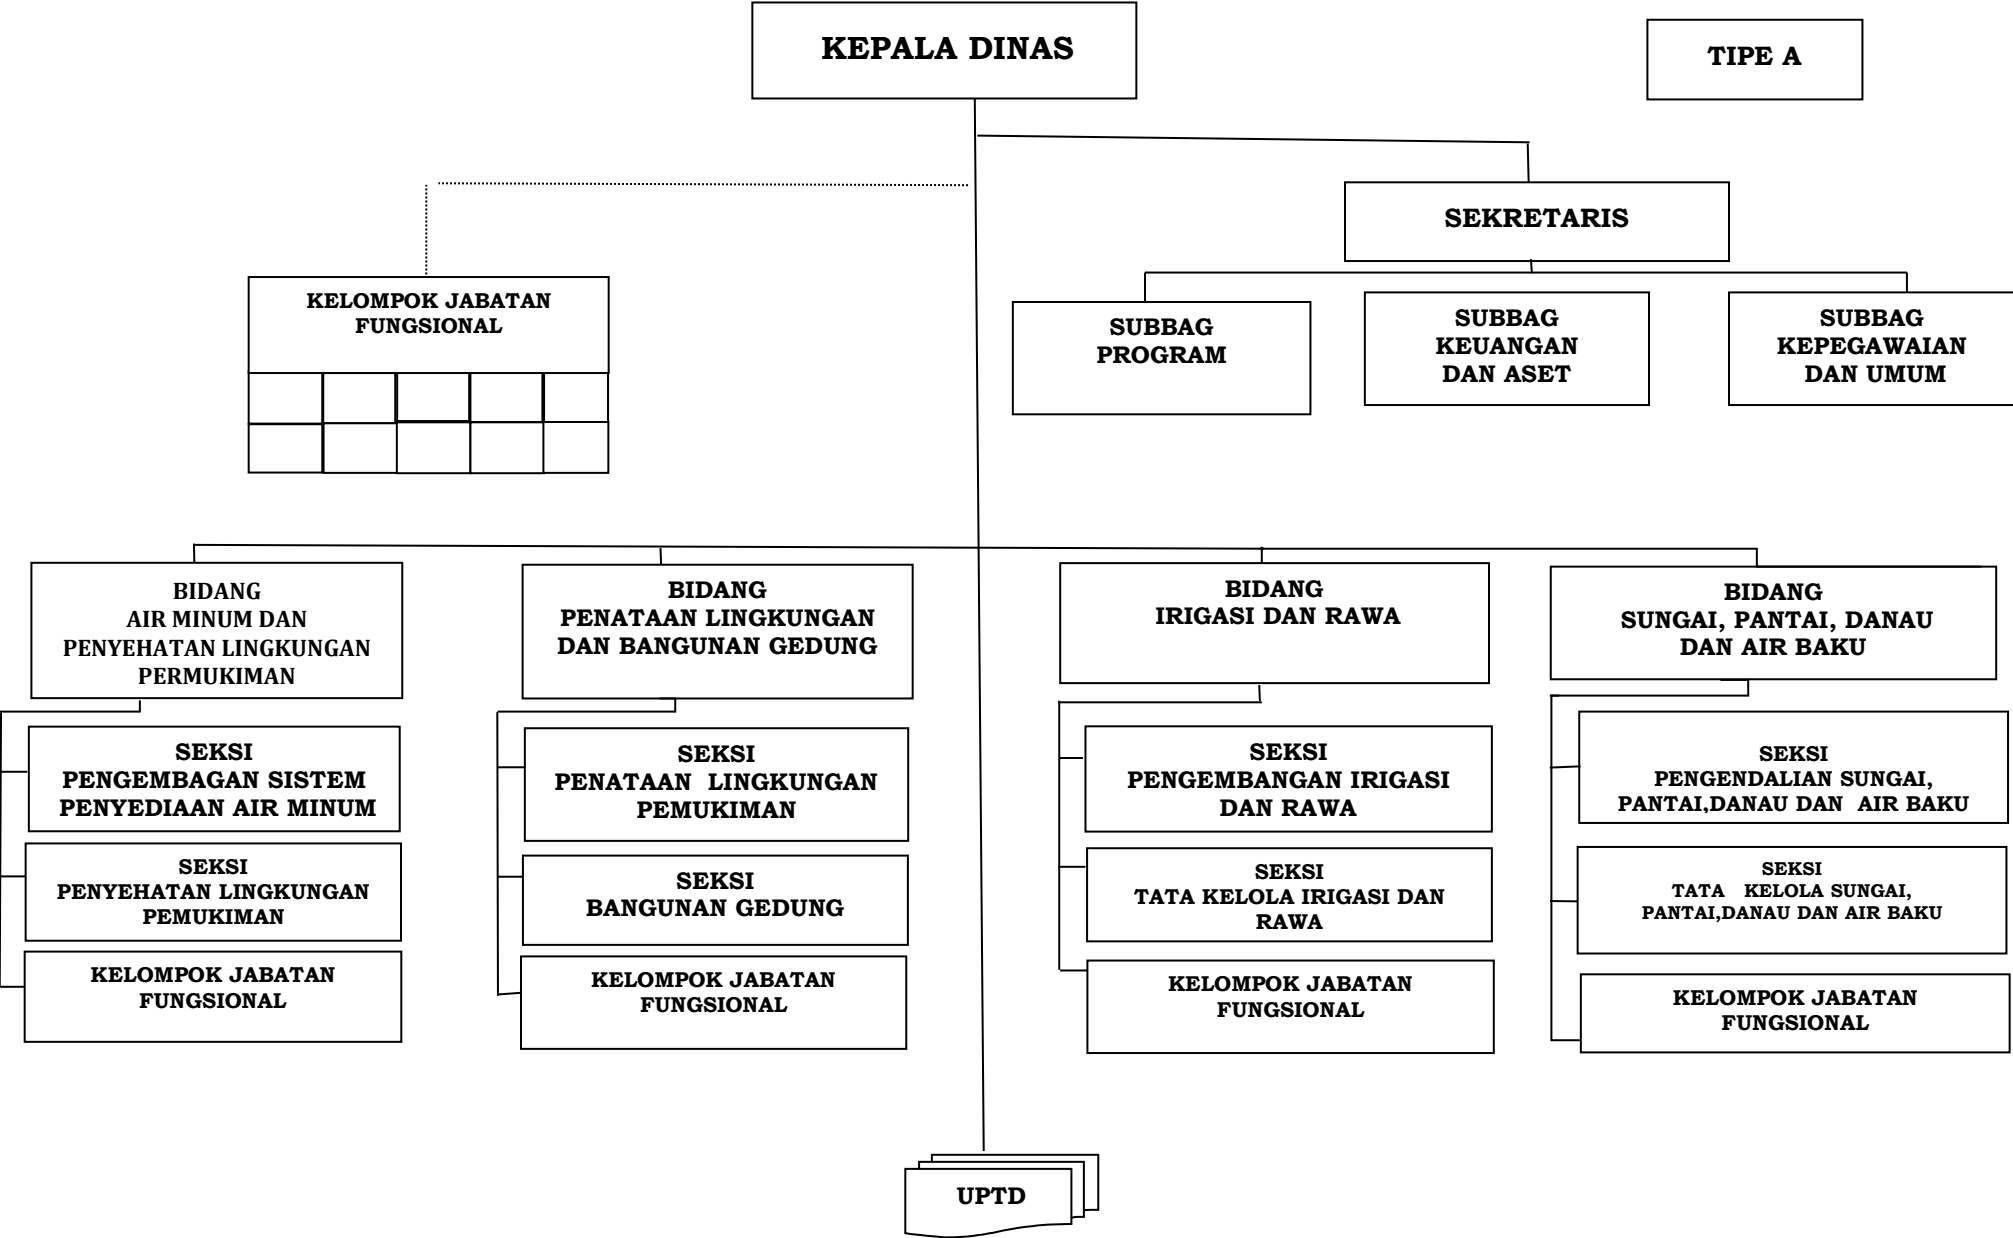 KEPALA DINAS
TIPE A
SEKRETARIS
KELOMPOK JABATAN
FUNGSIONAL
SUBBAG
PROGRAM
SUBBAG
KEUANGAN
DAN ASET
SUBBAG
KEPEGAWAIAN
DAN UMUM
BIDANG
AIR MINUM DAN
PENYEHATAN LINGKUNGAN
PERMUKIMAN
BIDANG
PENATAAN LINGKUNGAN
DAN BANGUNAN GEDUNG
BIDANG
IRIGASI DAN RAWA
BIDANG
SUNGAI, PANTAI, DANAU
DAN AIR BAKU
SEKSI
PENGEMBAGAN SISTEM
PENYEDIAAN AIR MINUM
SEKSI
PENATAAN  LINGKUNGAN
PEMUKIMAN
SEKSI
PENGEMBANGAN IRIGASI
DAN RAWA
SEKSI
PENGENDALIAN SUNGAI,
PANTAI,DANAU DAN  AIR BAKU
SEKSI
PENYEHATAN LINGKUNGAN
PEMUKIMAN
SEKSI
BANGUNAN GEDUNG
SEKSI
TATA KELOLA IRIGASI DAN
RAWA
SEKSI
TATA   KELOLA SUNGAI,
PANTAI,DANAU DAN AIR BAKU
KELOMPOK JABATAN
FUNGSIONAL
KELOMPOK JABATAN
FUNGSIONAL
KELOMPOK JABATAN
FUNGSIONAL
KELOMPOK JABATAN
FUNGSIONAL
UPTD